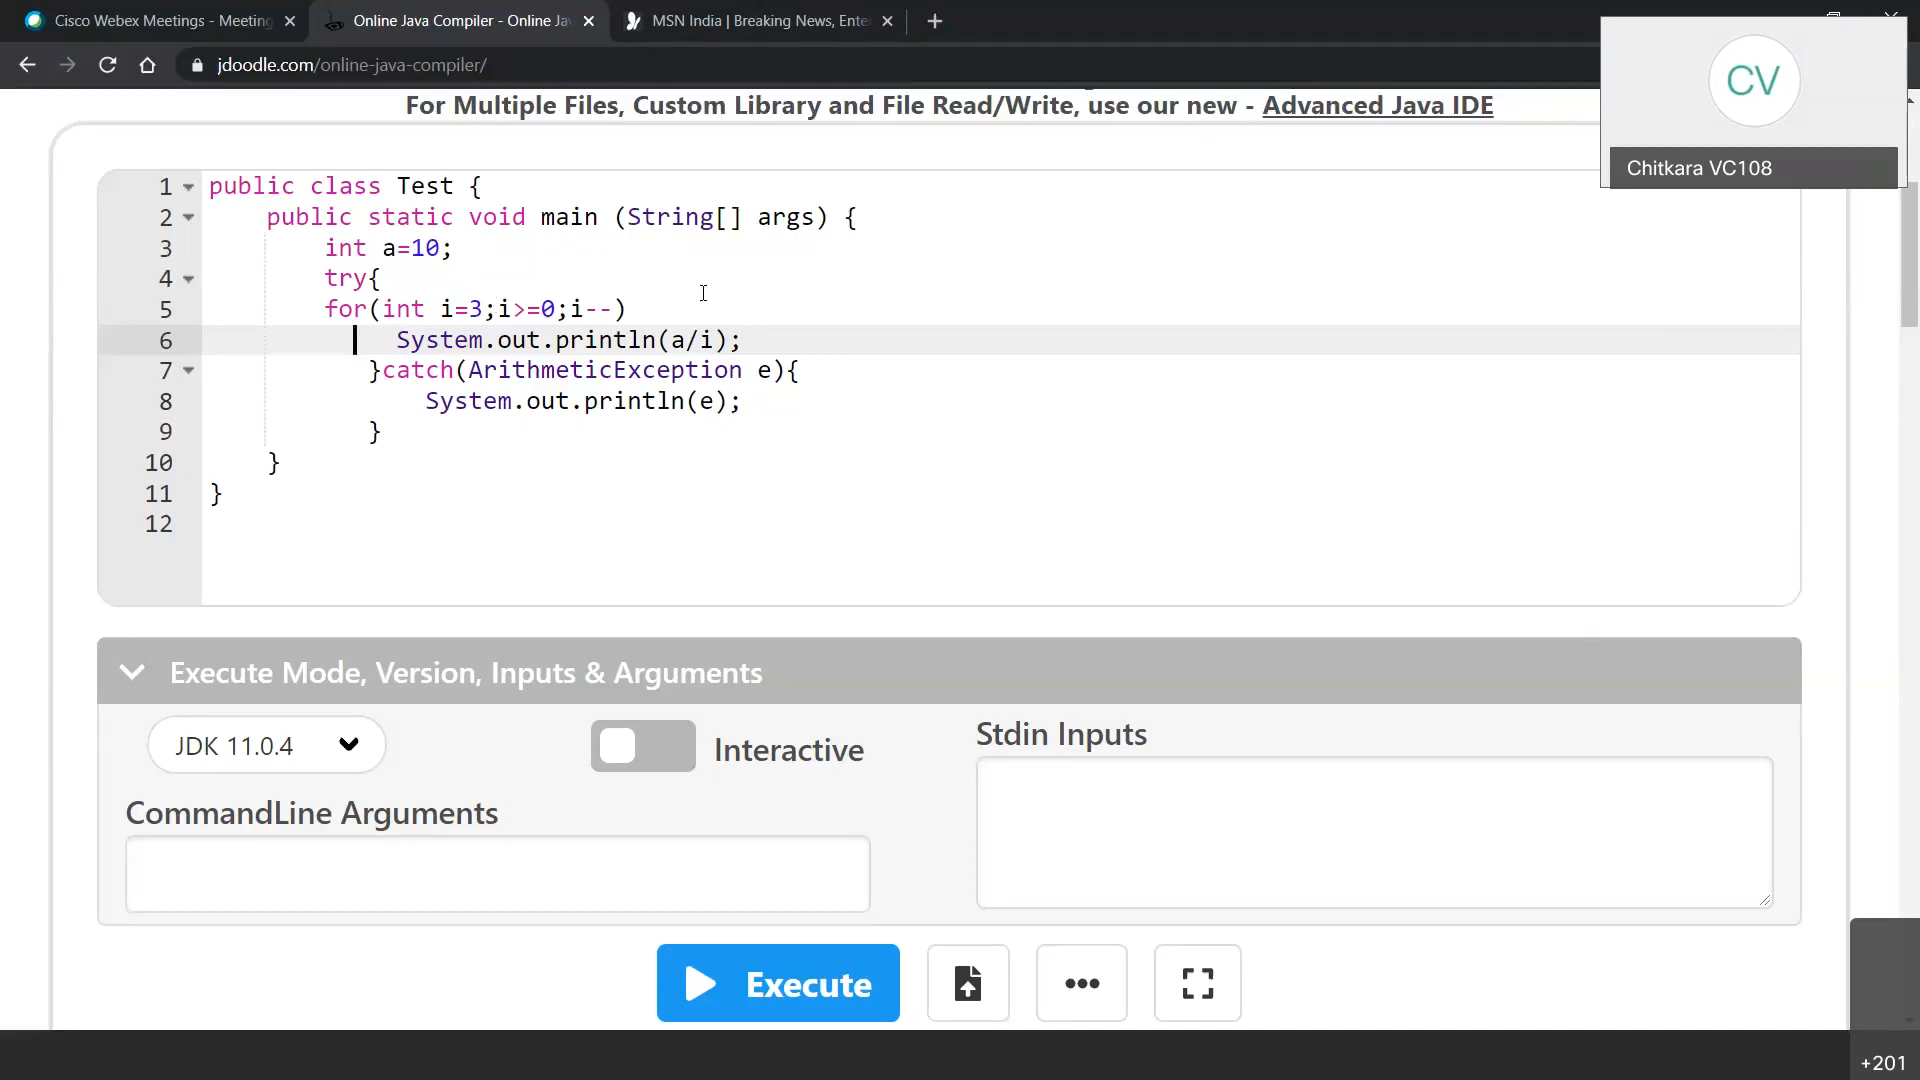 Cisco Webex Meetings - Meeting
Online Java Compiler - Online Ja
MSN India | Breaking News, Ente
jdoodle.com/online-java-compiler/
For Multiple Files, Custom Library and File Read/Write, use our new - Advanced Java IDE
CV
Chitkara VC108
1 public class Test {
2 public static void main (String[] args) {
3 int a=10;
4 try{
5 for(int i=3;i>=0;i--)
6 System.out.println(a/i);
7 }catch(ArithmeticException e){
8 System.out.println(e);
9 }
10 }
11 }
12
Execute Mode, Version, Inputs & Arguments
JDK 11.0.4
Interactive
Stdin Inputs
CommandLine Arguments
Execute
+201